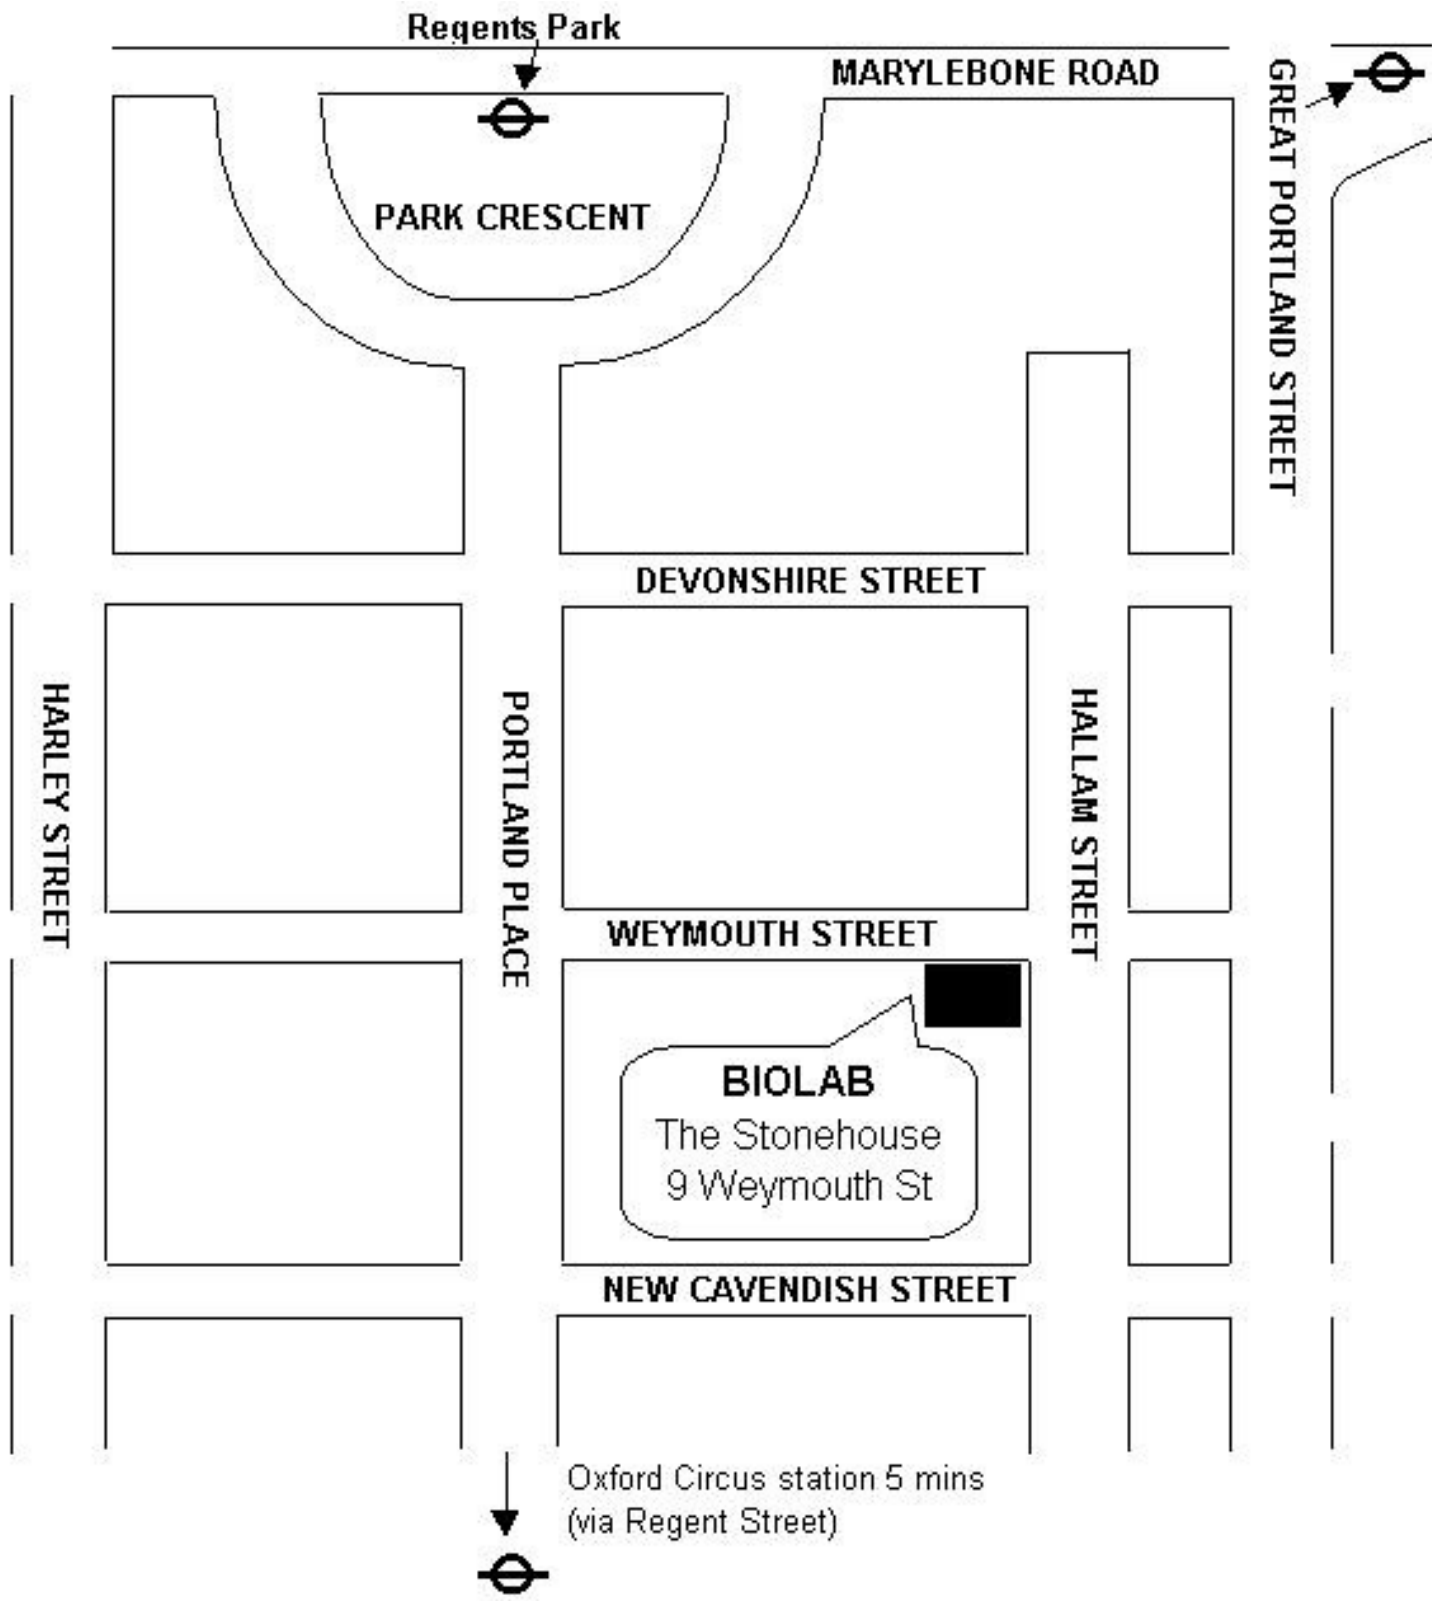 Regents Park
MARYLEBONE ROAD
GREAT PORTLAND STREET
PARK CRESCENT
DEVONSHIRE STREET
HARLEY STREET
PORTLAND PLACE
HALLAM STREET
WEYMOUTH STREET
BIOLAB
The Stonehouse
9 Weymouth St
NEW CAVENDISH STREET
Oxford Circus station 5 mins
(via Regent Street)